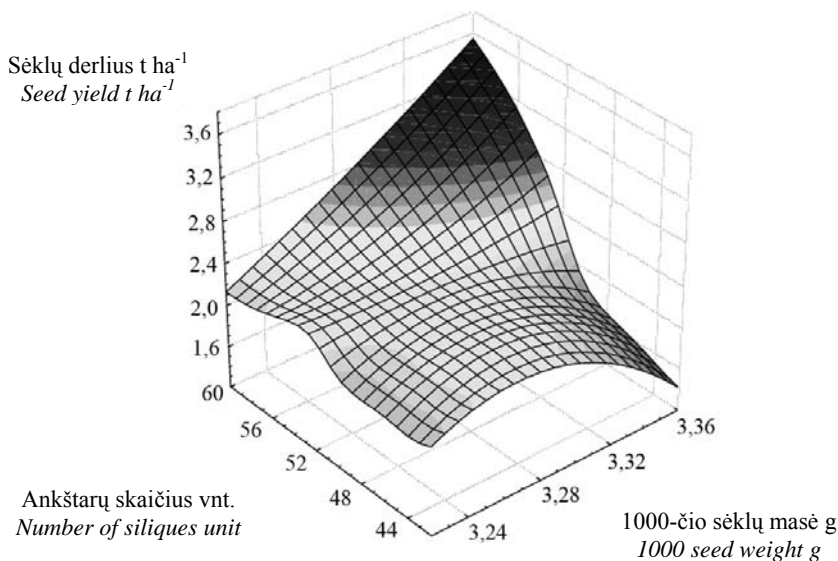 Sėklų derlius t ha⁻¹
Seed yield t ha⁻¹
3,6
3,2
2,8
2,4
2,0
1,6
60
56
52
48
44
3,24
3,28
3,32
3,36
Ankštarų skaičius vnt.
Number of siliques unit
1000-čio sėklų masė g
1000 seed weight g